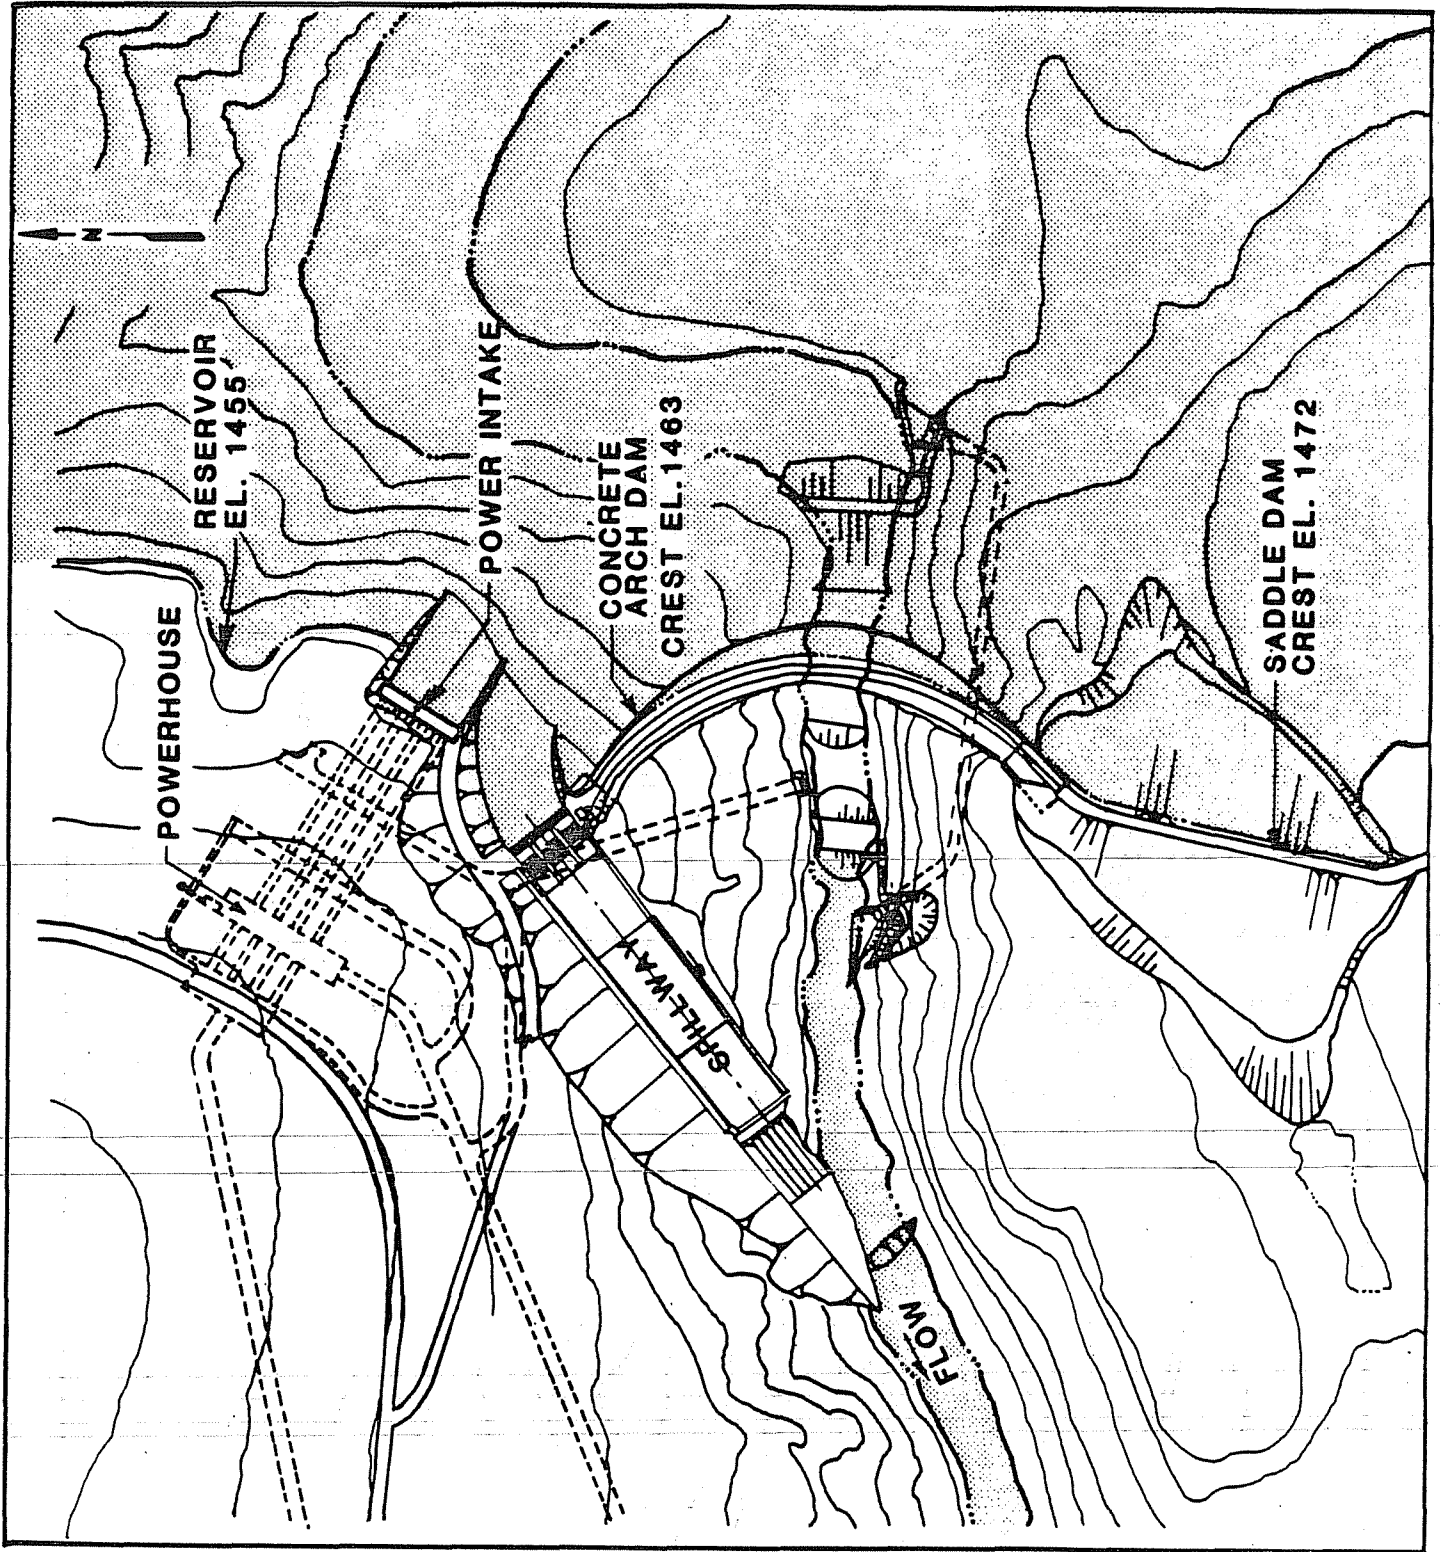 N
RESERVOIR
EL. 1455
POWERHOUSE
POWER INTAKE
CONCRETE
ARCH DAM
CREST EL. 1463
SPILLWAY
FLOW
SADDLE DAM
CREST EL. 1472